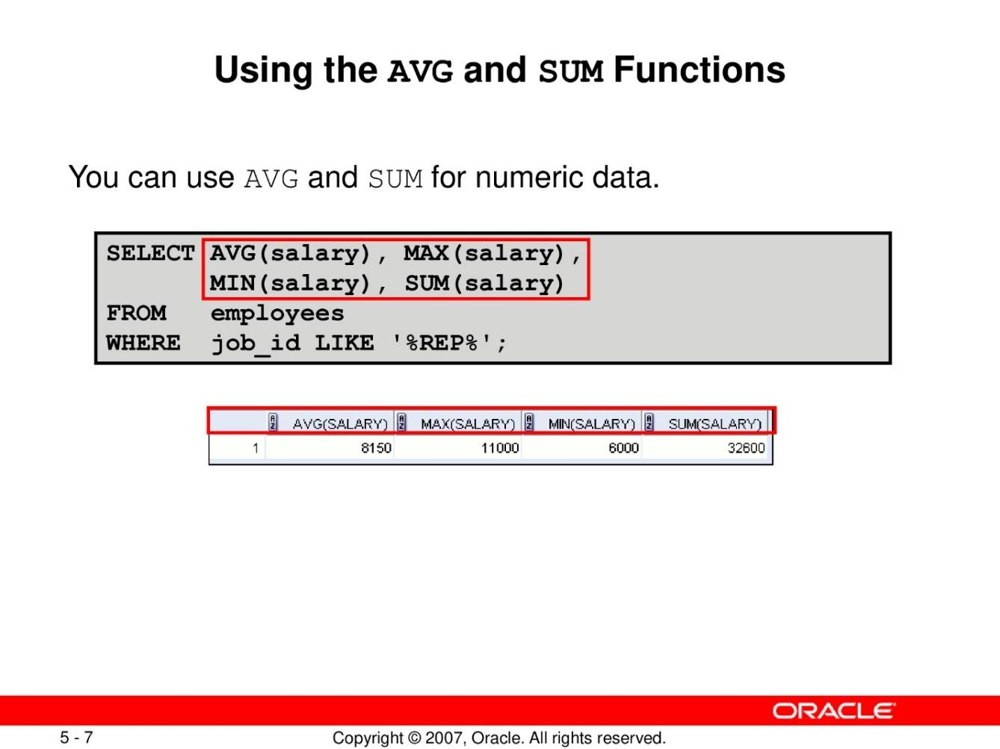 Using the AVG and SUM Functions
You can use AVG and SUM for numeric data.
SELECT AVG(salary), MAX(salary),
MIN(salary), SUM(salary)
FROM employees
WHERE job_id LIKE '%REP%';
AVG(SALARY) MAX(SALARY) MIN(SALARY) SUM(SALARY)
1 8150 11000 6000 32600
ORACLE
5 - 7 Copyright © 2007, Oracle. All rights reserved.